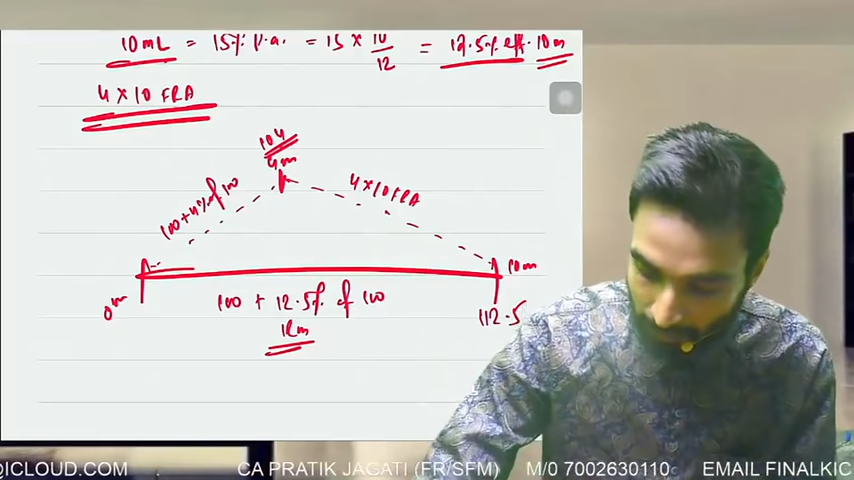 10mL = 15% P.a. = 15 × 10/12 = 12.5% eff. 10m
4 × 10 FRA
104
4m
100+4% of 100
4×10 FRA
10m
0m
100 + 12.5% of 100
112.5
12m
QICLOUD.COM CA PRATIK JAGATI (FR/SFM) M/0 7002630110 EMAIL FINALKIC